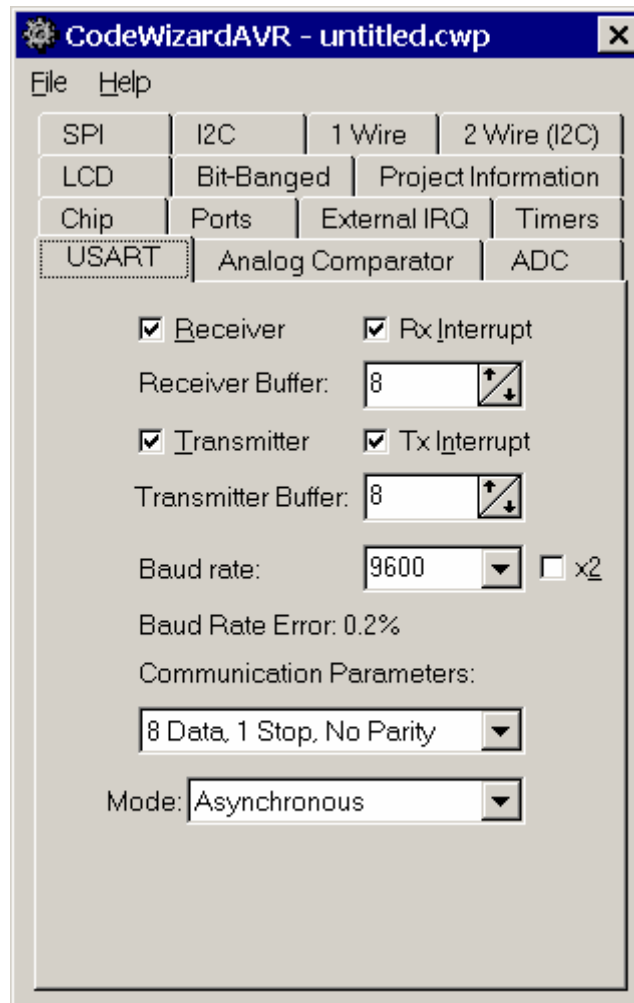 CodeWizardAVR - untitled.cwp
File Help
SPI I2C 1 Wire 2 Wire (I2C)
LCD Bit-Banged Project Information
Chip Ports External IRQ Timers
USART Analog Comparator ADC
Receiver Rx Interrupt
Receiver Buffer: 8
Transmitter Tx Interrupt
Transmitter Buffer: 8
Baud rate: 9600 x2
Baud Rate Error: 0.2%
Communication Parameters:
8 Data, 1 Stop, No Parity
Mode: Asynchronous